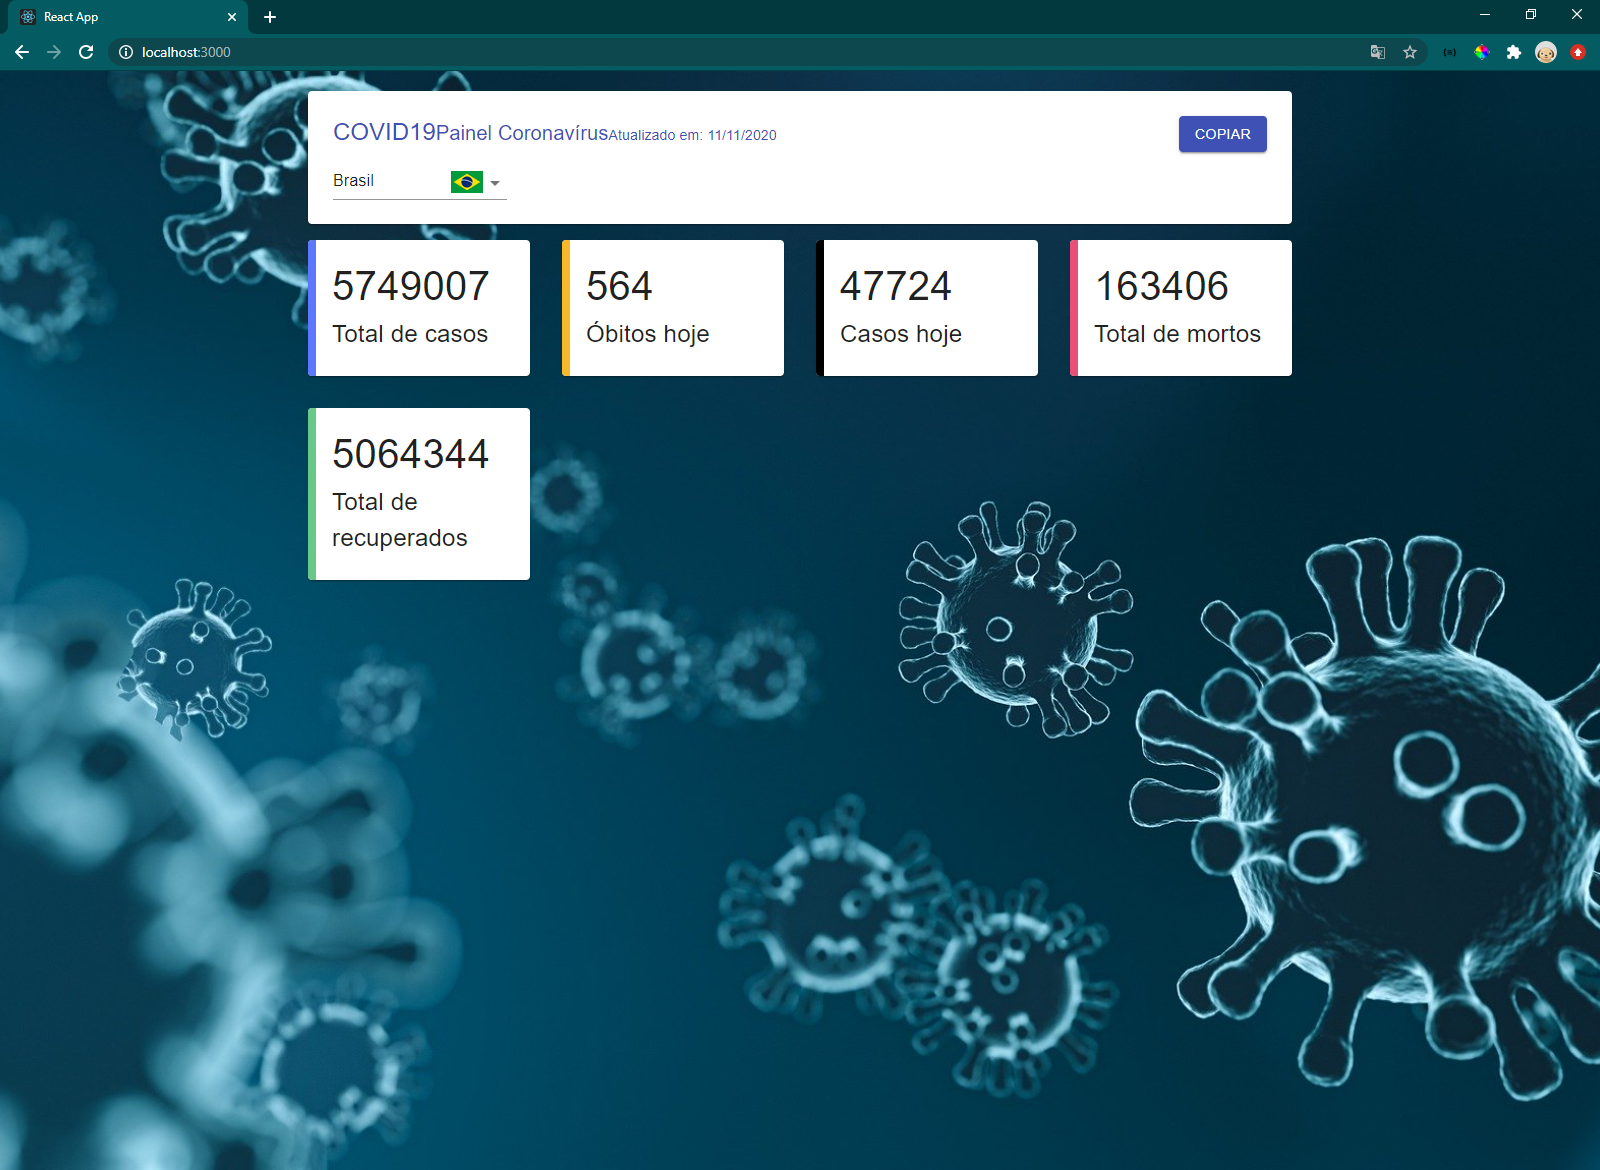 React App
localhost:3000
COVID19Painel CoronavírusAtualizado em: 11/11/2020
COPIAR
Brasil
5749007
Total de casos
564
Óbitos hoje
47724
Casos hoje
163406
Total de mortos
5064344
Total de
recuperados